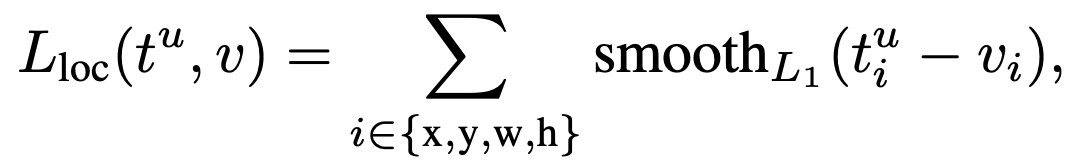 L_loc(t^u, v) = ∑_{i∈{x,y,w,h}} smooth_{L_1}(t_i^u − v_i),